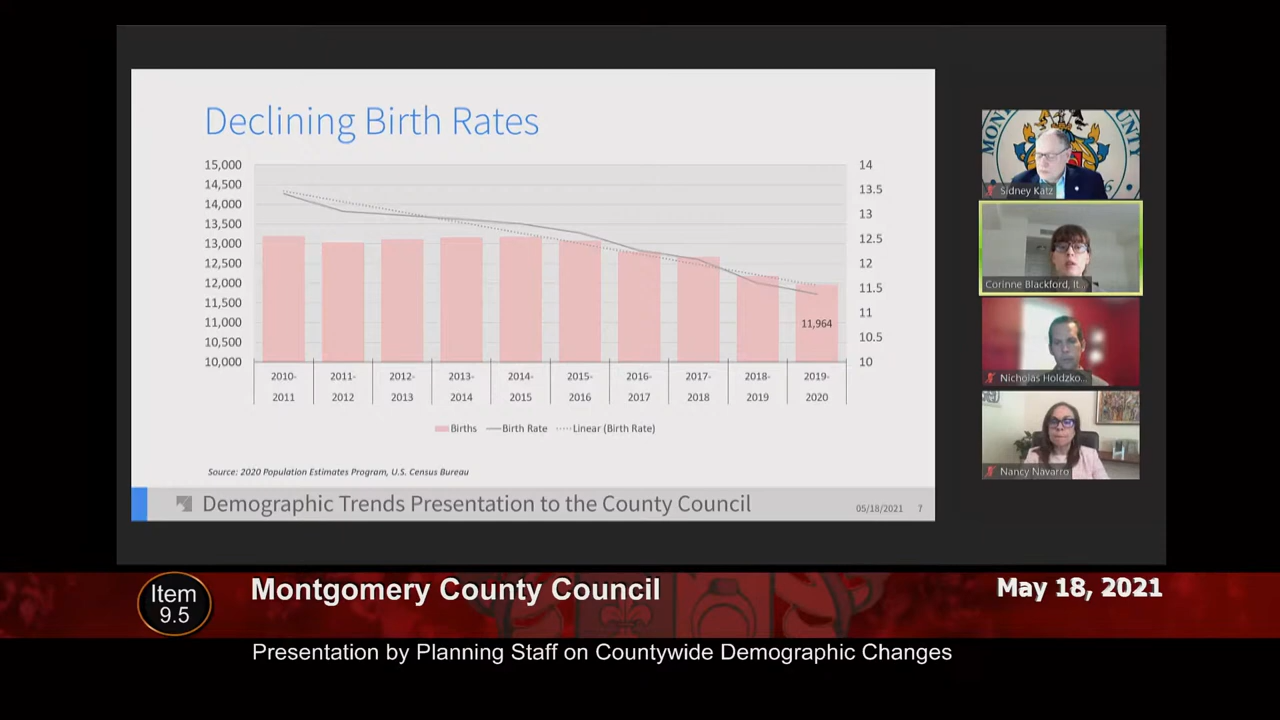 Declining Birth Rates
15,000
14,500
14,000
13,500
13,000
12,500
12,000
11,500
11,000
10,500
10,000
14
13.5
13
12.5
12
11.5
11
10.5
10
11,964
2010- 2011- 2012- 2013- 2014- 2015- 2016- 2017- 2018- 2019-
2011 2012 2013 2014 2015 2016 2017 2018 2019 2020
Births Birth Rate Linear (Birth Rate)
Source: 2020 Population Estimates Program, U.S. Census Bureau
Demographic Trends Presentation to the County Council
05/18/2021 7
Sidney Katz
Corinne Blackford, It...
Nicholas Holdzko...
Nancy Navarro
Item
9.5
Montgomery County Council
May 18, 2021
Presentation by Planning Staff on Countywide Demographic Changes